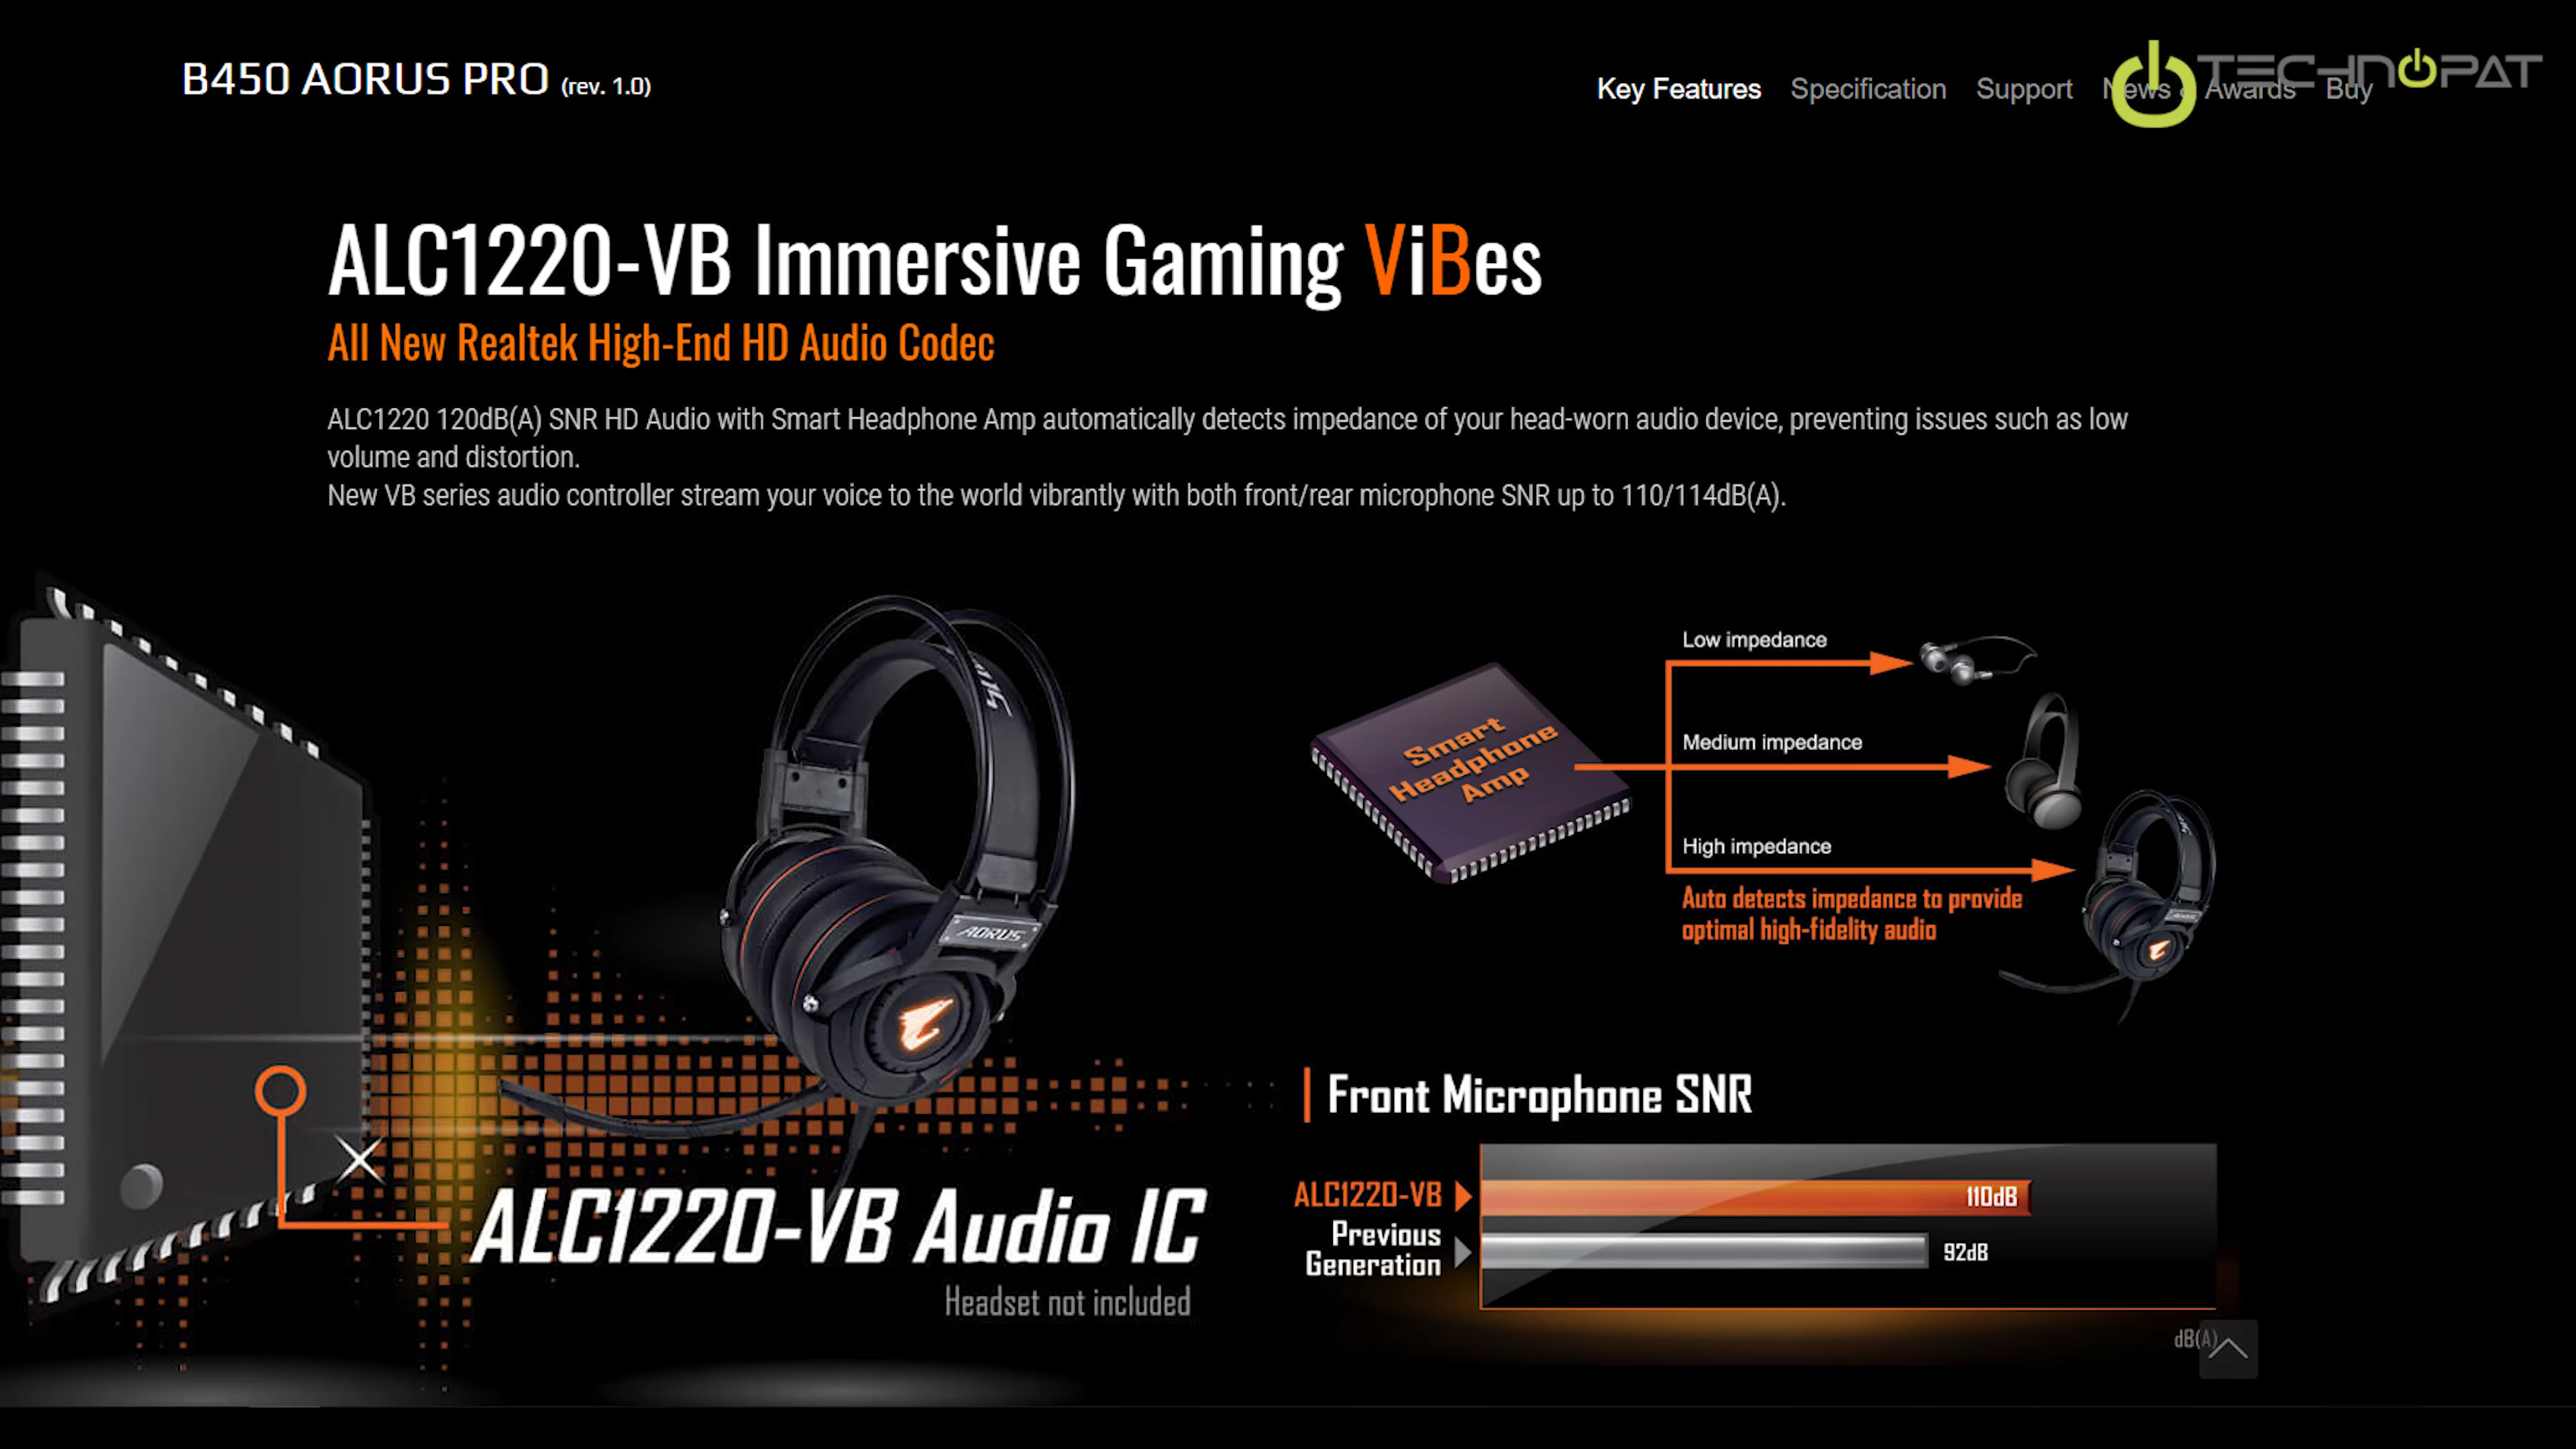 B450 AORUS PRO (rev. 1.0)
Key Features Specification Support News & Awards Buy
TECHNOPAT
ALC1220-VB Immersive Gaming ViBes
All New Realtek High-End HD Audio Codec
ALC1220 120dB(A) SNR HD Audio with Smart Headphone Amp automatically detects impedance of your head-worn audio device, preventing issues such as low
volume and distortion.
New VB series audio controller stream your voice to the world vibrantly with both front/rear microphone SNR up to 110/114dB(A).
Smart
Headphone
Amp
Low impedance
Medium impedance
High impedance
Auto detects impedance to provide
optimal high-fidelity audio
AORUS
ALC1220-VB Audio IC
Headset not included
Front Microphone SNR
ALC1220-VB
110dB
Previous
Generation
92dB
dB(A)